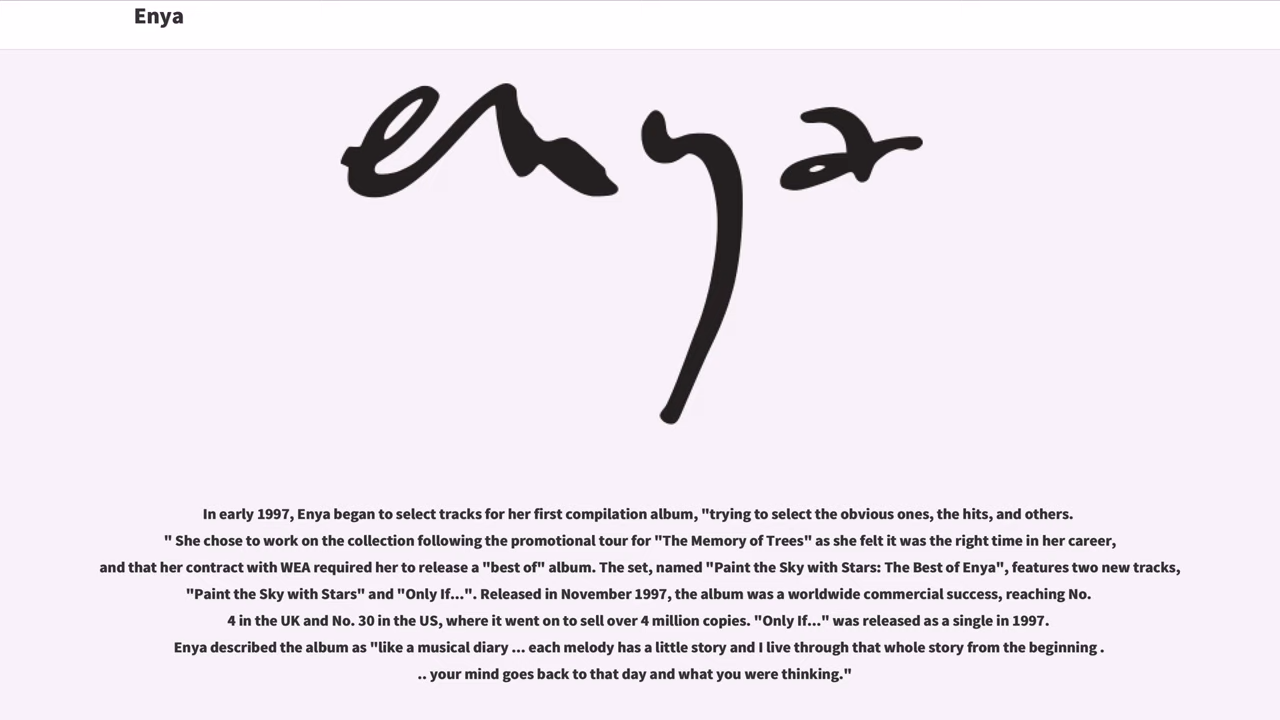 Enya
enya
In early 1997, Enya began to select tracks for her first compilation album, "trying to select the obvious ones, the hits, and others.
" She chose to work on the collection following the promotional tour for "The Memory of Trees" as she felt it was the right time in her career,
and that her contract with WEA required her to release a "best of" album. The set, named "Paint the Sky with Stars: The Best of Enya", features two new tracks,
"Paint the Sky with Stars" and "Only If...". Released in November 1997, the album was a worldwide commercial success, reaching No.
4 in the UK and No. 30 in the US, where it went on to sell over 4 million copies. "Only If..." was released as a single in 1997.
Enya described the album as "like a musical diary ... each melody has a little story and I live through that whole story from the beginning .
.. your mind goes back to that day and what you were thinking."